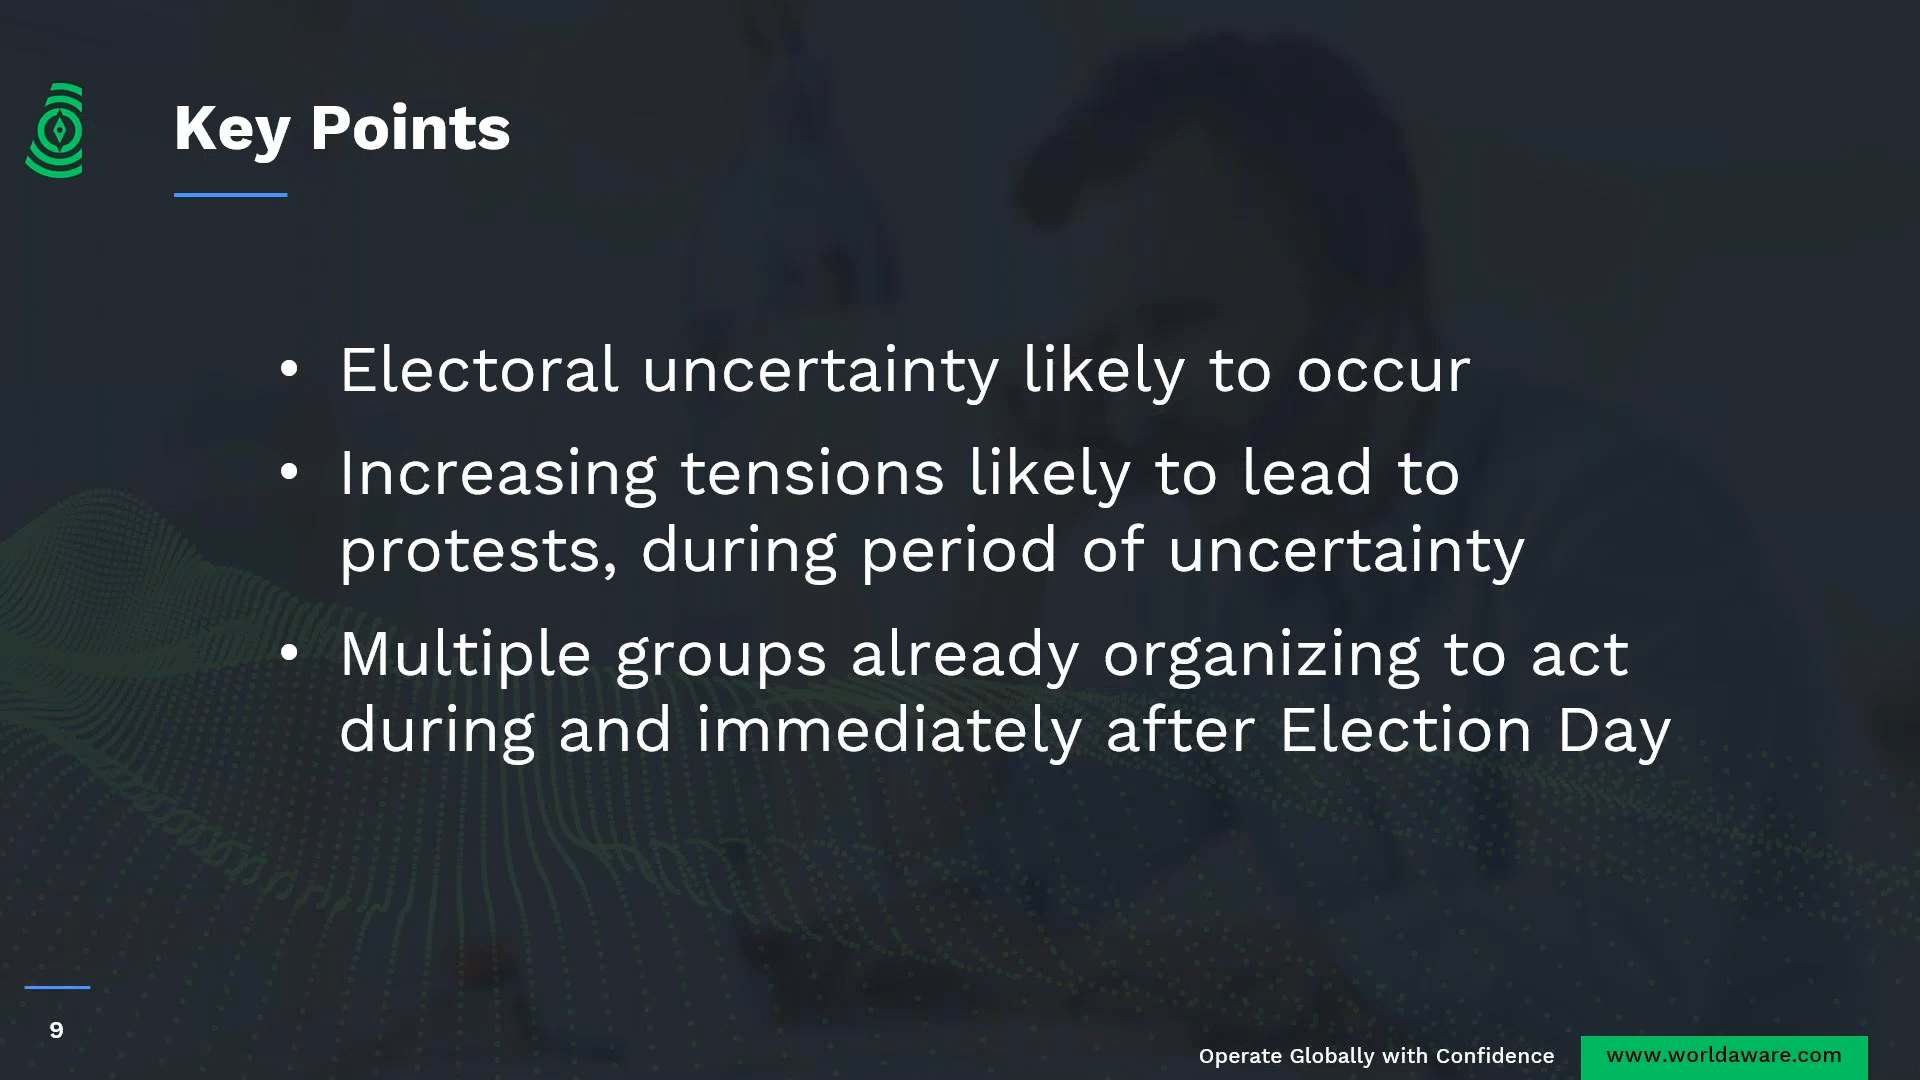 Key Points
• Electoral uncertainty likely to occur
• Increasing tensions likely to lead to
protests, during period of uncertainty
• Multiple groups already organizing to act
during and immediately after Election Day
9
Operate Globally with Confidence
www.worldaware.com